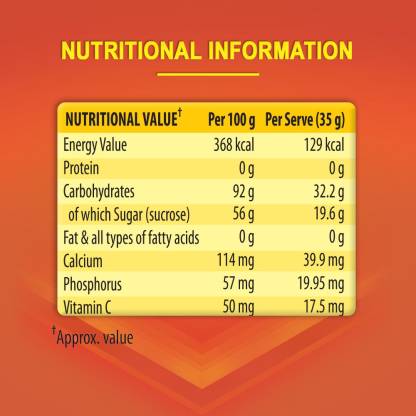 NUTRITIONAL INFORMATION
NUTRITIONAL VALUE† Per 100 g Per Serve (35 g)
Energy Value 368 kcal 129 kcal
Protein 0 g 0 g
Carbohydrates 92 g 32.2 g
of which Sugar (sucrose) 56 g 19.6 g
Fat & all types of fatty acids 0 g 0 g
Calcium 114 mg 39.9 mg
Phosphorus 57 mg 19.95 mg
Vitamin C 50 mg 17.5 mg
†Approx. value